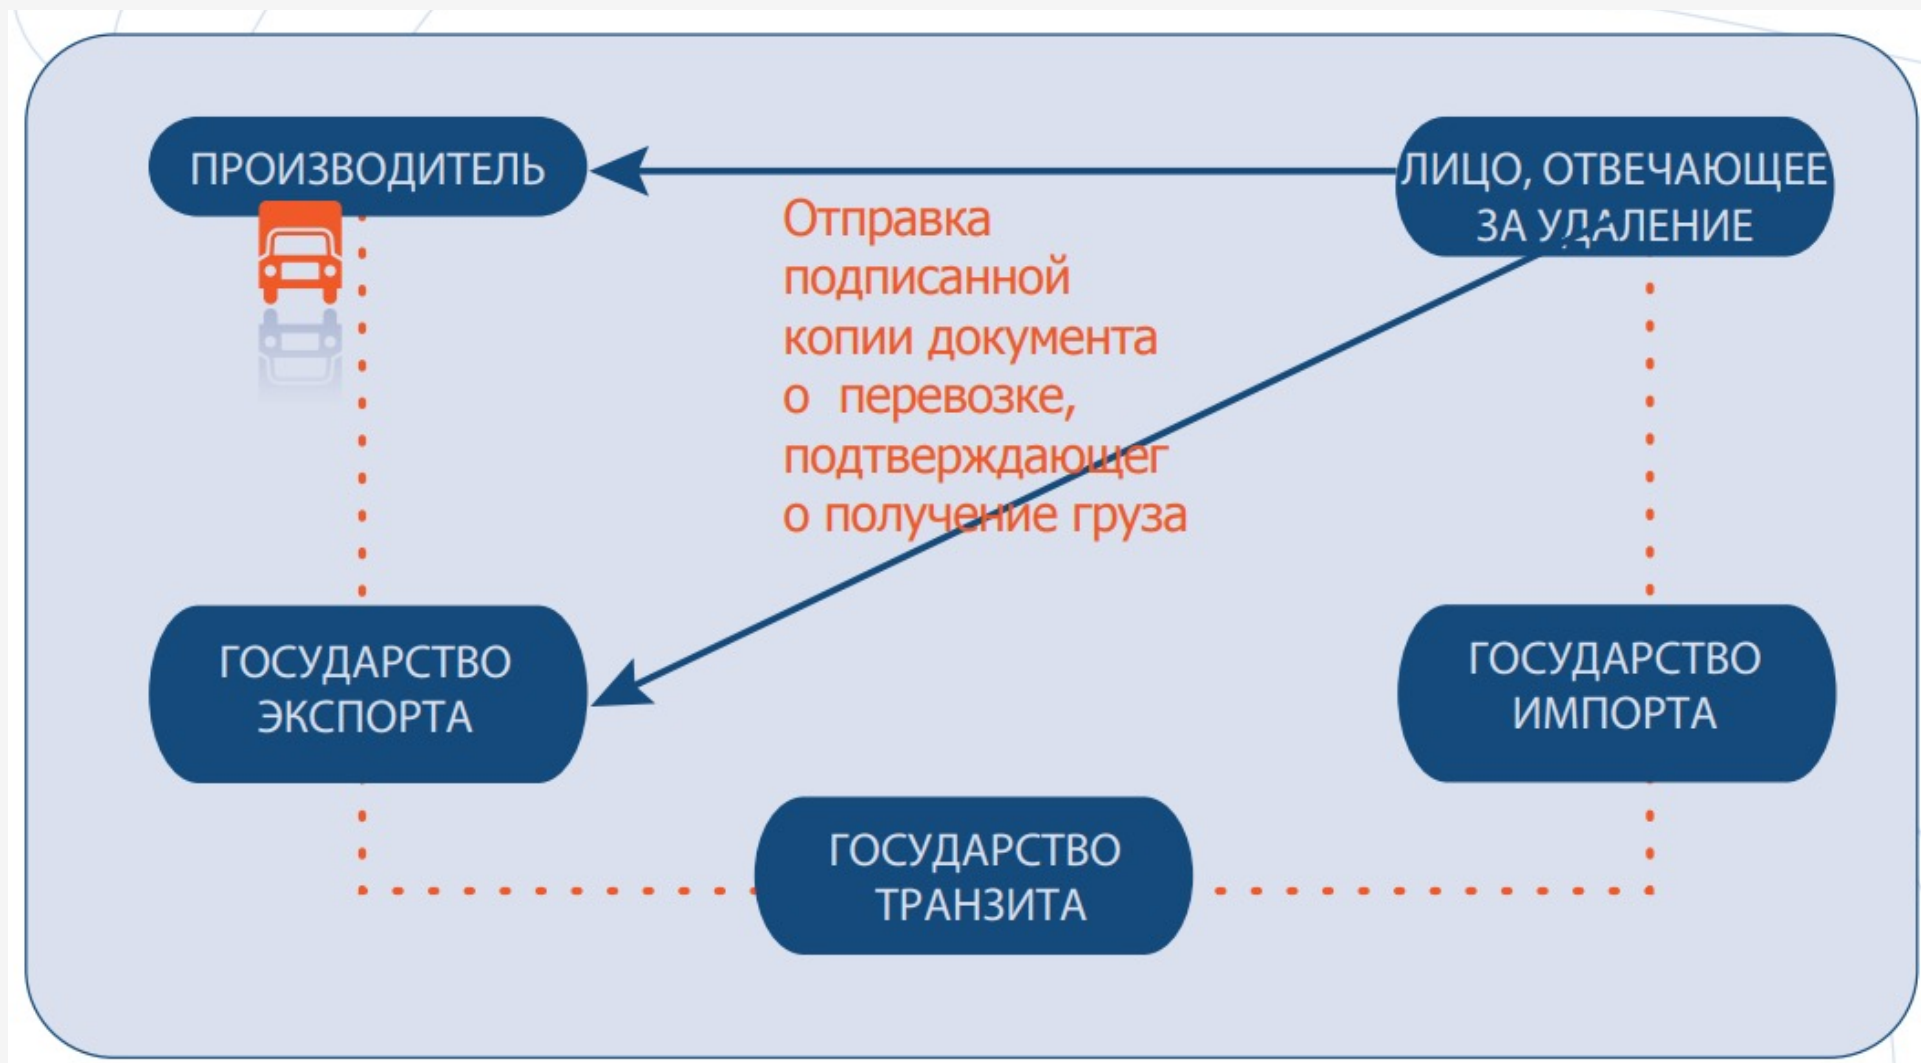 ПРОИЗВОДИТЕЛЬ
ЛИЦО, ОТВЕЧАЮЩЕЕ
ЗА УДАЛЕНИЕ
Отправка
подписанной
копии документа
о перевозке,
подтверждающег
о получение груза
ГОСУДАРСТВО
ЭКСПОРТА
ГОСУДАРСТВО
ИМПОРТА
ГОСУДАРСТВО
ТРАНЗИТА